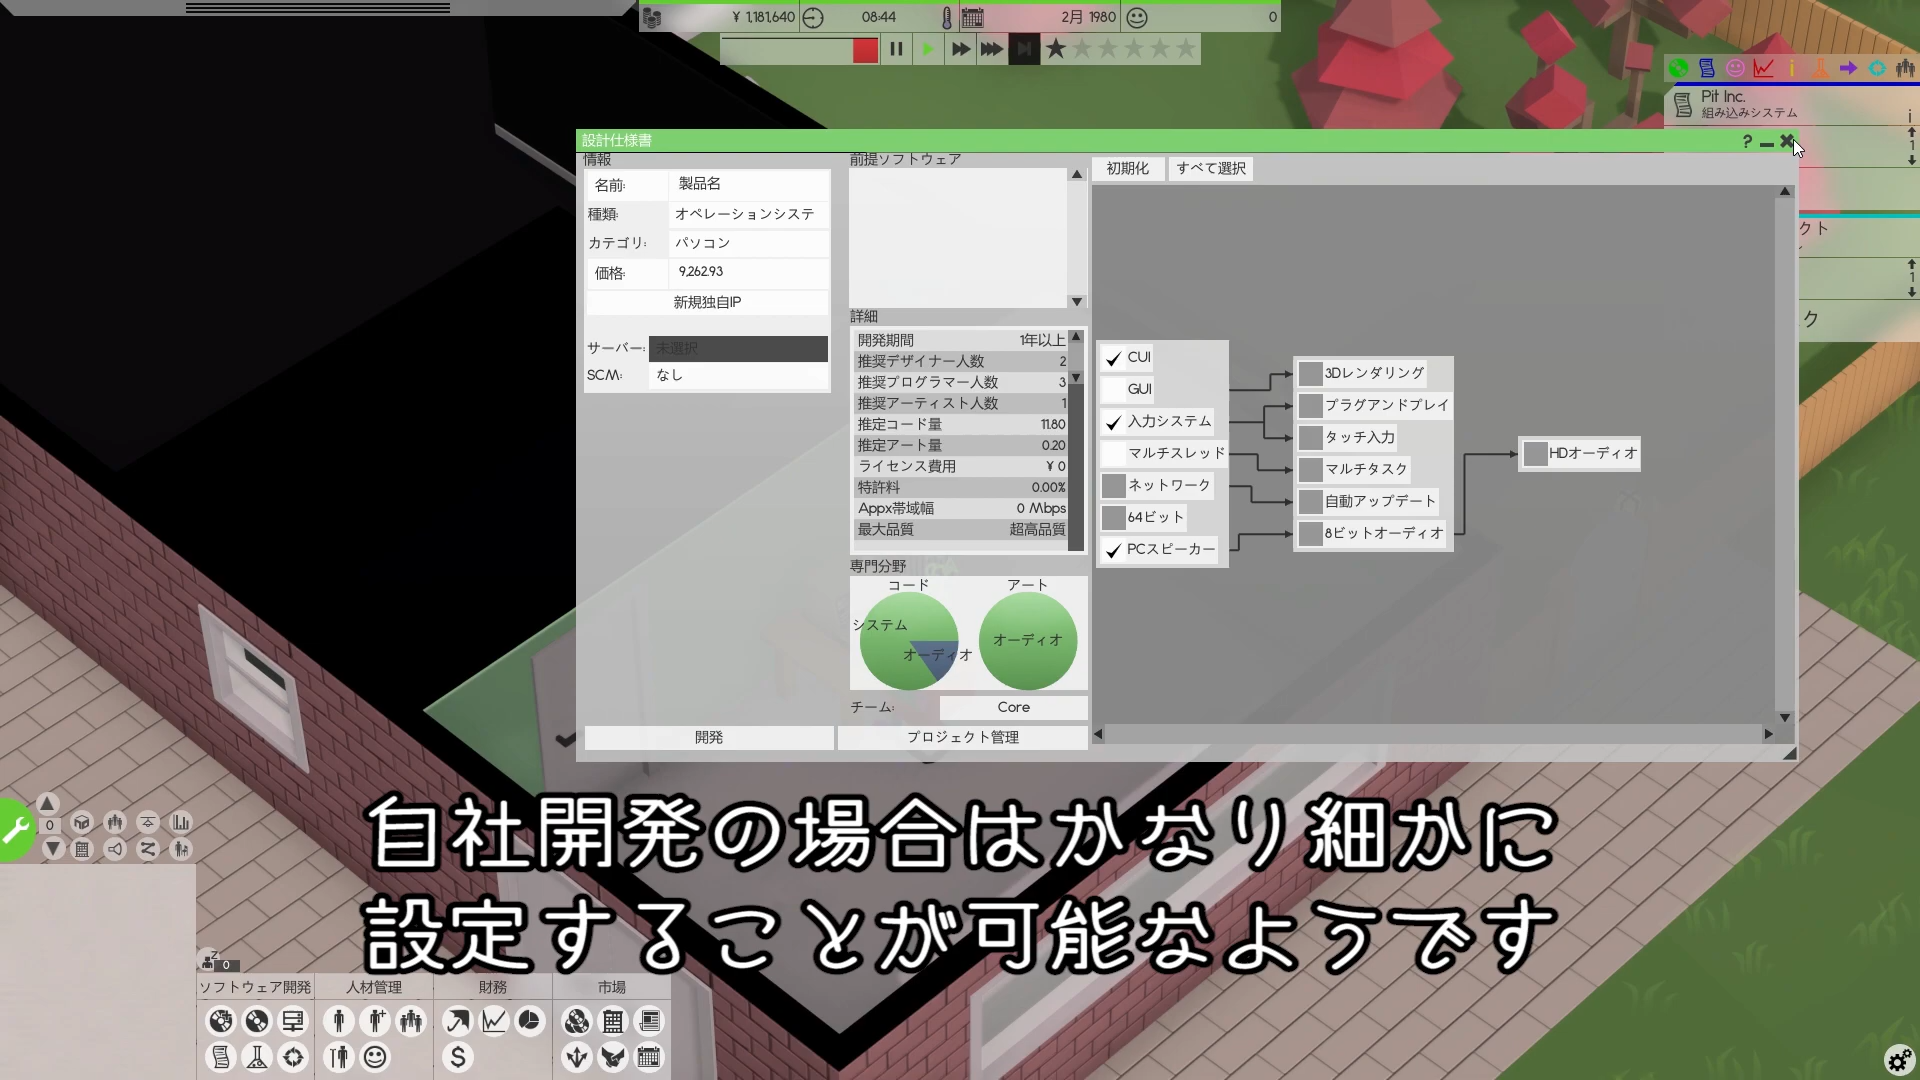 ¥ 1,181,640
08:44
2月 1980
0
Pit Inc.
組み込みシステム
設計仕様書
情報
名前: 製品名
種類: オペレーションシステ
カテゴリ: パソコン
価格: 9,262.93
新規独自IP
サーバー: 未選択
SCM: なし
開発
前提ソフトウェア
詳細
開発期間 1年以上
推奨デザイナー人数 2
推奨プログラマー人数 3
推奨アーティスト人数 1
推定コード量 11.80
推定アート量 0.20
ライセンス費用 ¥ 0
特許料 0.00%
Appx帯域幅 0 Mbps
最大品質 超高品質
専門分野
コード アート
システム
オーディオ
オーディオ
チーム: Core
プロジェクト管理
初期化 すべて選択
CUI
GUI
入力システム
マルチスレッド
ネットワーク
64ビット
PCスピーカー
3Dレンダリング
プラグアンドプレイ
タッチ入力
マルチタスク
自動アップデート
8ビットオーディオ
HDオーディオ
i
1
クト
1
ク
自社開発の場合はかなり細かに
設定することが可能なようです
0
0
ソフトウェア開発 人材管理 財務 市場